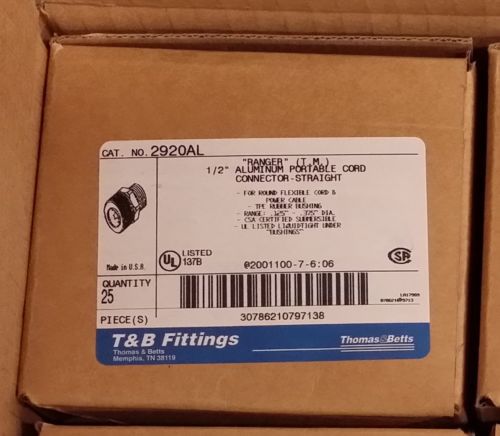 CAT. NO. 2920AL
"RANGER" (T.M.)
1/2" ALUMINUM PORTABLE CORD
CONNECTOR-STRAIGHT
- FOR ROUND FLEXIBLE CORD &
POWER CABLE
- TPE RUBBER BUSHING
- RANGE: .125" - .375" DIA.
- CSA CERTIFIED SUBMERSIBLE
- UL LISTED LIQUIDTIGHT UNDER
"BUSHINGS"
Made in U.S.A.
UL
LISTED
137B
02001100-7-6:06
SA
QUANTITY
25
PIECE(S)
30786210797138
T&B Fittings
Thomas & Betts
Memphis, TN 38119
Thomas&Betts